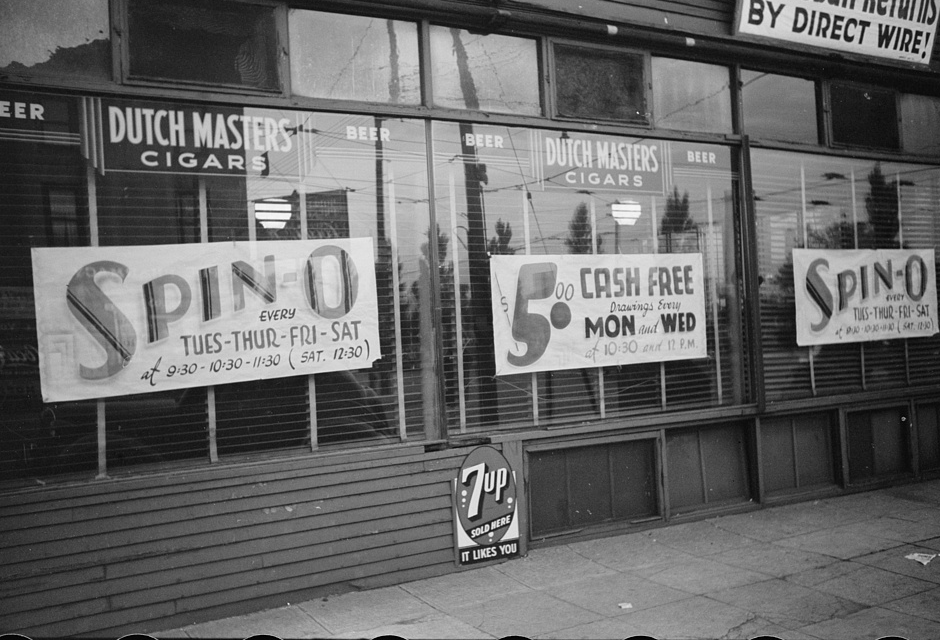 Returns
BY DIRECT WIRE!
BEER
DUTCH MASTERS
CIGARS
BEER
BEER
DUTCH MASTERS
CIGARS
BEER
SPIN-O
EVERY
TUES-THUR-FRI-SAT
at 9:30-10:30-11:30 (SAT. 12:30)
$5.00
CASH FREE
Drawings Every
MON and WED
at 10:30 and 12 P.M.
SPIN-O
EVERY
TUES-THUR-FRI-SAT
at 9:30-10:30-11:30 (SAT. 12:30)
7up
SOLD HERE
IT LIKES YOU